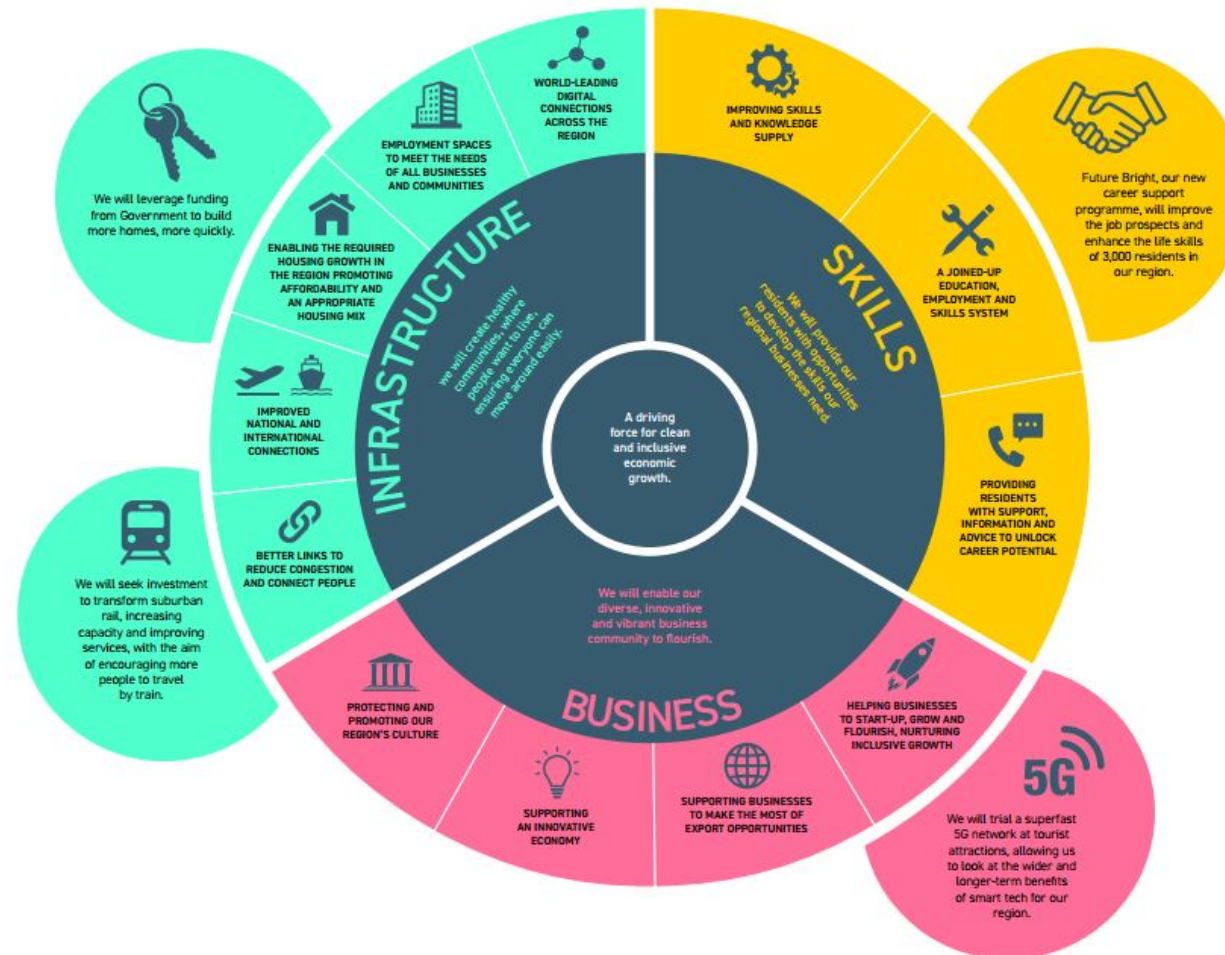 WORLD-LEADING
DIGITAL
CONNECTIONS
ACROSS THE
REGION
EMPLOYMENT SPACES
TO MEET THE NEEDS
OF ALL BUSINESSES
AND COMMUNITIES
ENABLING THE REQUIRED
HOUSING GROWTH IN
THE REGION PROMOTING
AFFORDABILITY AND
AN APPROPRIATE
HOUSING MIX
IMPROVED
NATIONAL AND
INTERNATIONAL
CONNECTIONS
BETTER LINKS TO
REDUCE CONGESTION
AND CONNECT PEOPLE
We will leverage funding
from Government to build
more homes, more quickly.
We will seek investment
to transform suburban
rail, increasing
capacity and improving
services, with the aim
of encouraging more
people to travel
by train.
INFRASTRUCTURE
we will create healthy
communities, where
people want to live,
ensuring everyone can
move around easily.
A driving
force for clean
and inclusive
economic
growth.
SKILLS
We will provide our
residents with opportunities
to develop the skills our
regional businesses need.
IMPROVING SKILLS
AND KNOWLEDGE
SUPPLY
A JOINED-UP
EDUCATION,
EMPLOYMENT AND
SKILLS SYSTEM
PROVIDING
RESIDENTS
WITH SUPPORT,
INFORMATION AND
ADVICE TO UNLOCK
CAREER POTENTIAL
Future Bright, our new
career support
programme, will improve
the job prospects and
enhance the life skills
of 3,000 residents in
our region.
We will enable our
diverse, innovative
and vibrant business
community to flourish.
BUSINESS
PROTECTING AND
PROMOTING OUR
REGION'S CULTURE
SUPPORTING
AN INNOVATIVE
ECONOMY
SUPPORTING BUSINESSES
TO MAKE THE MOST OF
EXPORT OPPORTUNITIES
HELPING BUSINESSES
TO START-UP, GROW AND
FLOURISH, NURTURING
INCLUSIVE GROWTH
5G
We will trial a superfast
5G network at tourist
attractions, allowing us
to look at the wider and
longer-term benefits
of smart tech for our
region.